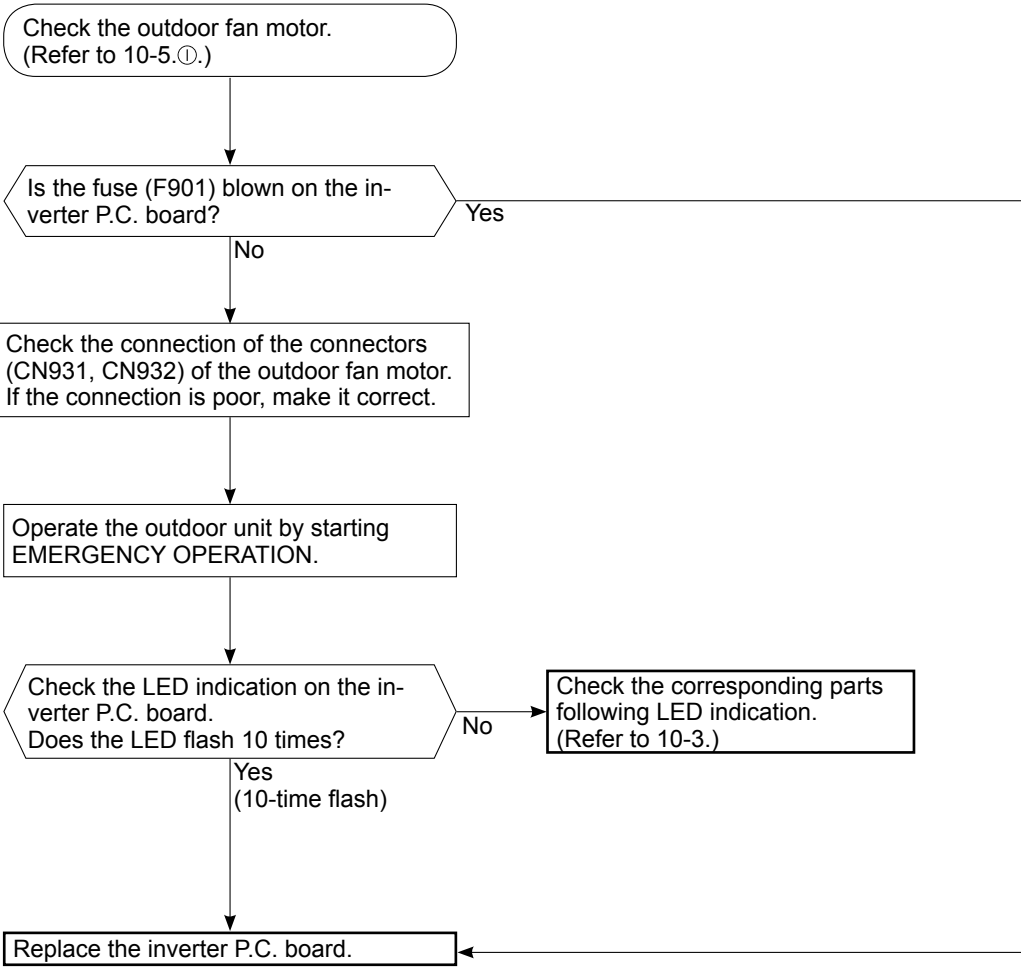 Check the outdoor fan motor.
(Refer to 10-5.Ⓘ.)
Is the fuse (F901) blown on the in-
verter P.C. board?
Yes
No
Check the connection of the connectors
(CN931, CN932) of the outdoor fan motor.
If the connection is poor, make it correct.
Operate the outdoor unit by starting
EMERGENCY OPERATION.
Check the LED indication on the in-
verter P.C. board.
Does the LED flash 10 times?
No
Check the corresponding parts
following LED indication.
(Refer to 10-3.)
Yes
(10-time flash)
Replace the inverter P.C. board.